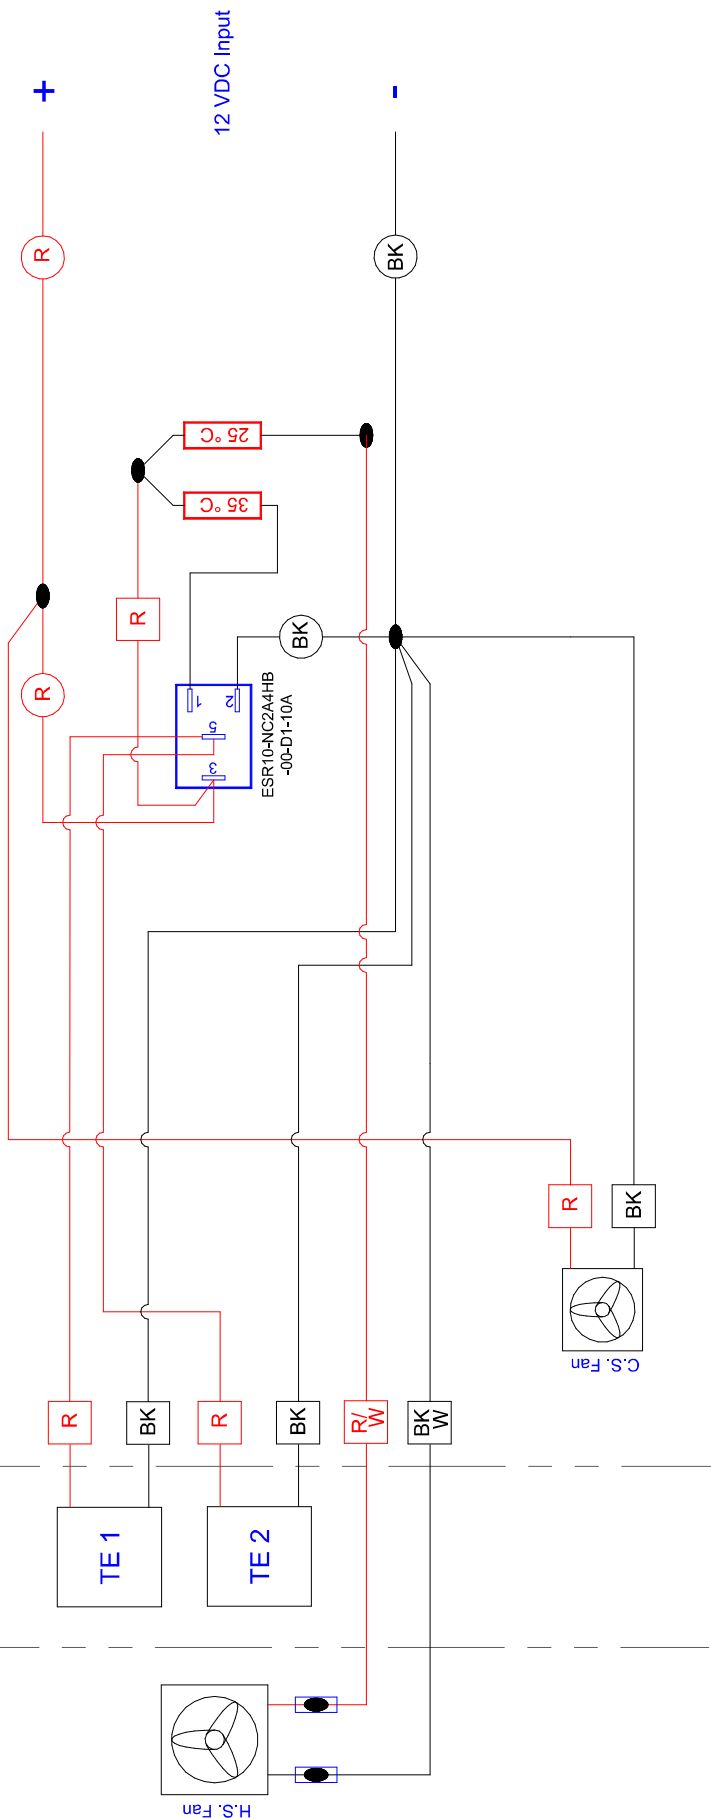 12 VDC Input
+
-
R
BK
25 °C
35 °C
R
R
BK
1
2
5
3
ESR10-NC2A4HB
-00-D1-10A
R
BK
C.S. Fan
R
BK
R
BK
R/
W
BK
W
TE 1
TE 2
H.S. Fan